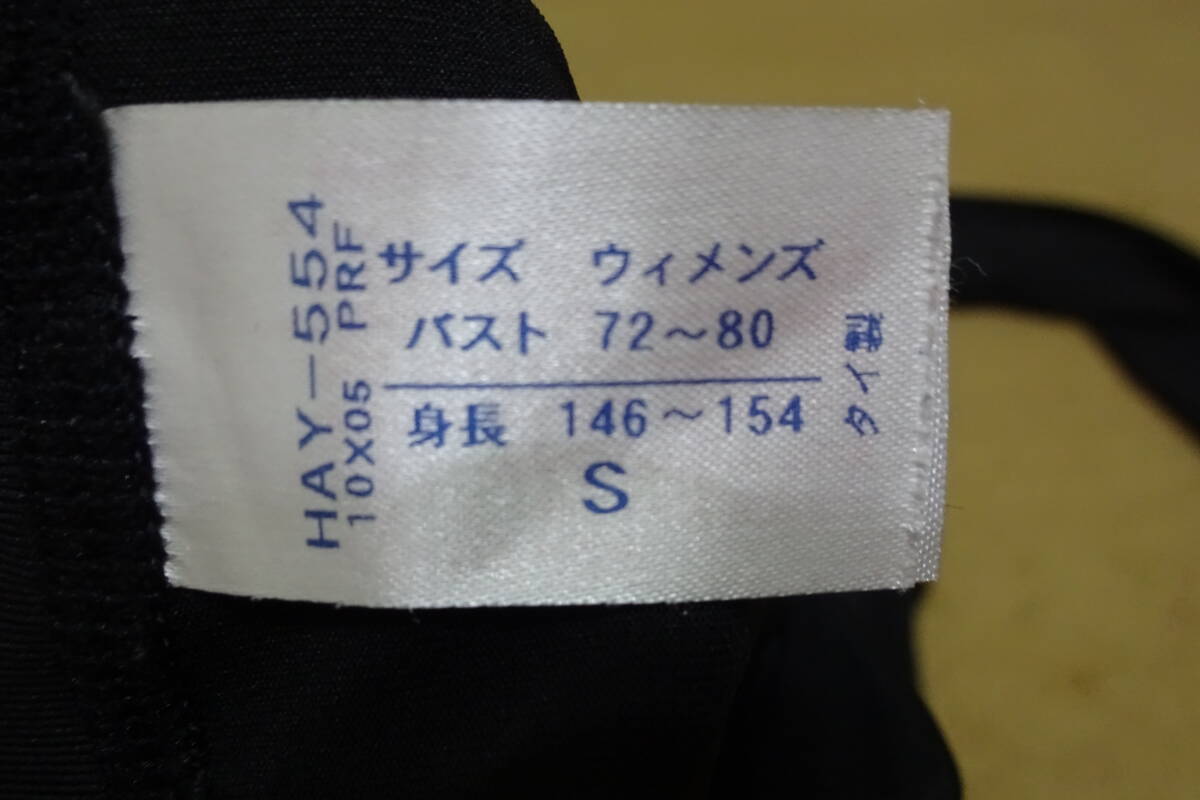 サイズ ウィメンズ
バスト 72～80
身長 146～154
S
HAY-5554
10X05 PRF
タイ製